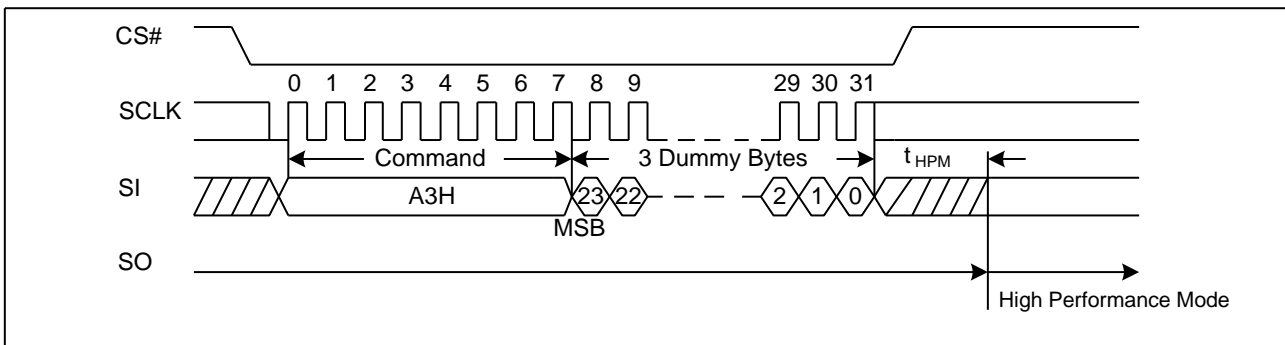 CS#
0 1 2 3 4 5 6 7 8 9 29 30 31
SCLK
Command 3 Dummy Bytes t HPM
SI
A3H 23 22 2 1 0
MSB
SO
High Performance Mode